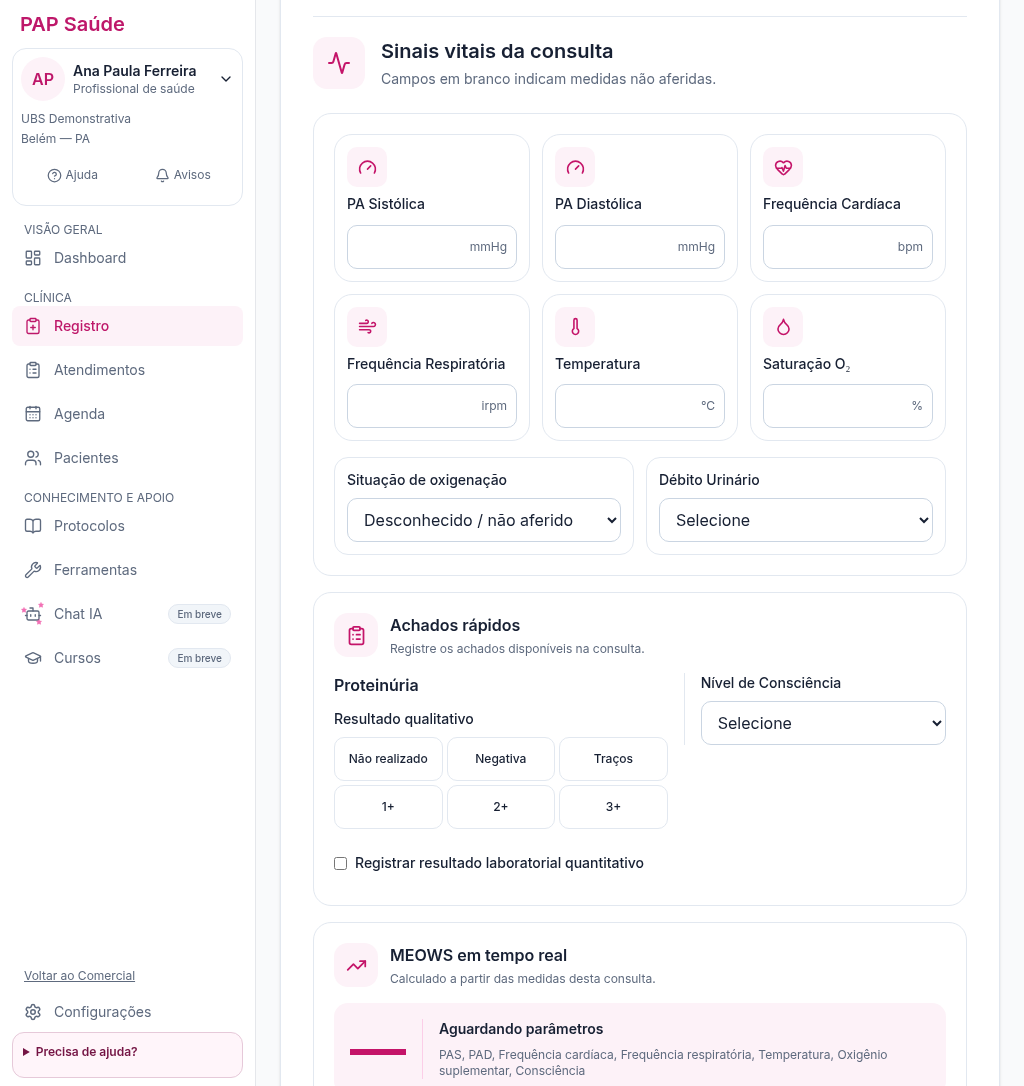 PAP Saúde
AP
Ana Paula Ferreira
Profissional de saúde
UBS Demonstrativa
Belém — PA
Ajuda
Avisos
VISÃO GERAL
Dashboard
CLÍNICA
Registro
Atendimentos
Agenda
Pacientes
CONHECIMENTO E APOIO
Protocolos
Ferramentas
Chat IA
Em breve
Cursos
Em breve
Voltar ao Comercial
Configurações
Precisa de ajuda?
Sinais vitais da consulta
Campos em branco indicam medidas não aferidas.
PA Sistólica
mmHg
PA Diastólica
mmHg
Frequência Cardíaca
bpm
Frequência Respiratória
irpm
Temperatura
°C
Saturação O₂
%
Situação de oxigenação
Desconhecido / não aferido
Débito Urinário
Selecione
Achados rápidos
Registre os achados disponíveis na consulta.
Proteinúria
Resultado qualitativo
Não realizado
Negativa
Traços
1+
2+
3+
Registrar resultado laboratorial quantitativo
Nível de Consciência
Selecione
MEOWS em tempo real
Calculado a partir das medidas desta consulta.
Aguardando parâmetros
PAS, PAD, Frequência cardíaca, Frequência respiratória, Temperatura, Oxigênio
suplementar, Consciência